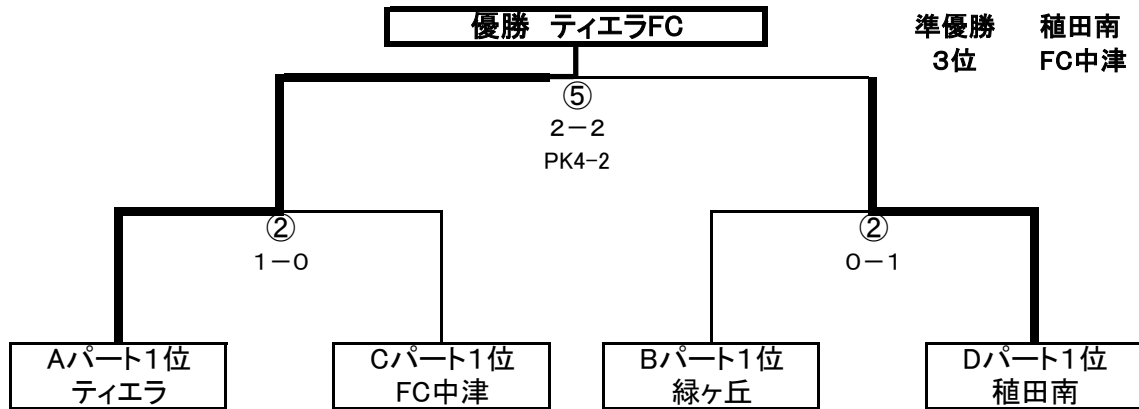 優勝 ティエラFC
準優勝 稙田南
3位 FC中津
⑤
2-2
PK4-2
② ②
1-0 0-1
Aパート1位 Cパート1位 Bパート1位 Dパート1位
ティエラ FC中津 緑ヶ丘 稙田南